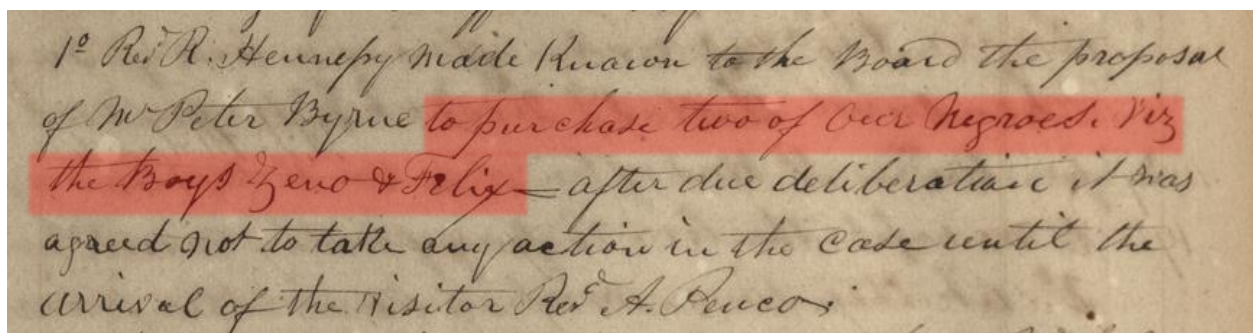 1º Revd R. Hennesy made Known to the Board the proposal
of Mr Peter Byrne to purchase two of our Negroes. Viz
the Boys Zeno & Felix — after due deliberation it was
agreed not to take any action in the case until the
arrival of the Visitor Revd A. Penco.